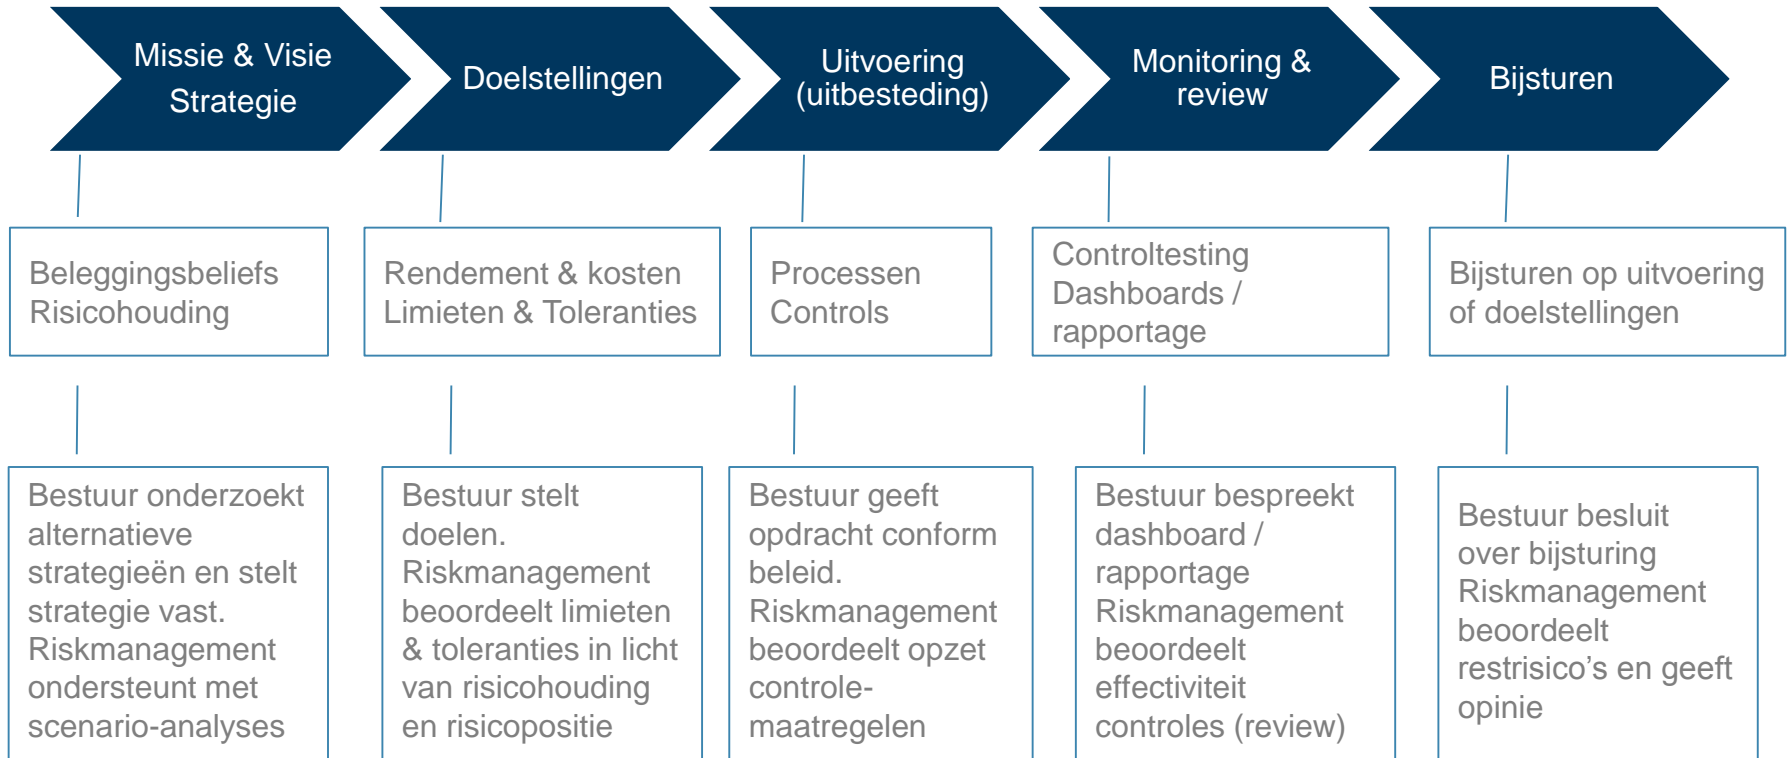 Missie & Visie
Strategie
Doelstellingen
Uitvoering
(uitbesteding)
Monitoring &
review
Bijsturen
Beleggingsbeliefs
Risicohouding
Rendement & kosten
Limieten & Toleranties
Processen
Controls
Controltesting
Dashboards /
rapportage
Bijsturen op uitvoering
of doelstellingen
Bestuur onderzoekt
alternatieve
strategieën en stelt
strategie vast.
Riskmanagement
ondersteunt met
scenario-analyses
Bestuur stelt
doelen.
Riskmanagement
beoordeelt limieten
& toleranties in licht
van risicohouding
en risicopositie
Bestuur geeft
opdracht conform
beleid.
Riskmanagement
beoordeelt opzet
controle-
maatregelen
Bestuur bespreekt
dashboard /
rapportage
Riskmanagement
beoordeelt
effectiviteit
controles (review)
Bestuur besluit
over bijsturing
Riskmanagement
beoordeelt
restrisico’s en geeft
opinie